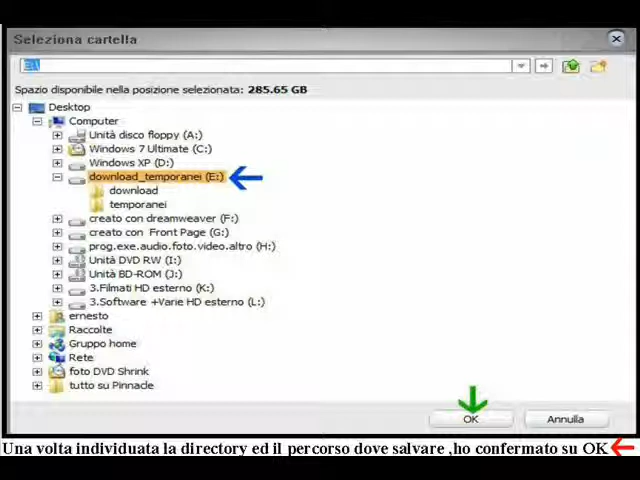 Seleziona cartella
E:\
Spazio disponibile nella posizione selezionata: 285.65 GB
Desktop
Computer
Unità disco floppy (A:)
Windows 7 Ultimate (C:)
Windows XP (D:)
download_temporanei (E:)
download
temporanei
creato con dreamweaver (F:)
creato con Front Page (G:)
prog.exe.audio.foto.video.altro (H:)
Unità DVD RW (I:)
Unità BD-ROM (J:)
3.Filmati HD esterno (K:)
3.Software +Varie HD esterno (L:)
ernesto
Raccolte
Gruppo home
Rete
foto DVD Shrink
tutto su Pinnacle
OK Annulla
Una volta individuata la directory ed il percorso dove salvare ,ho confermato su OK